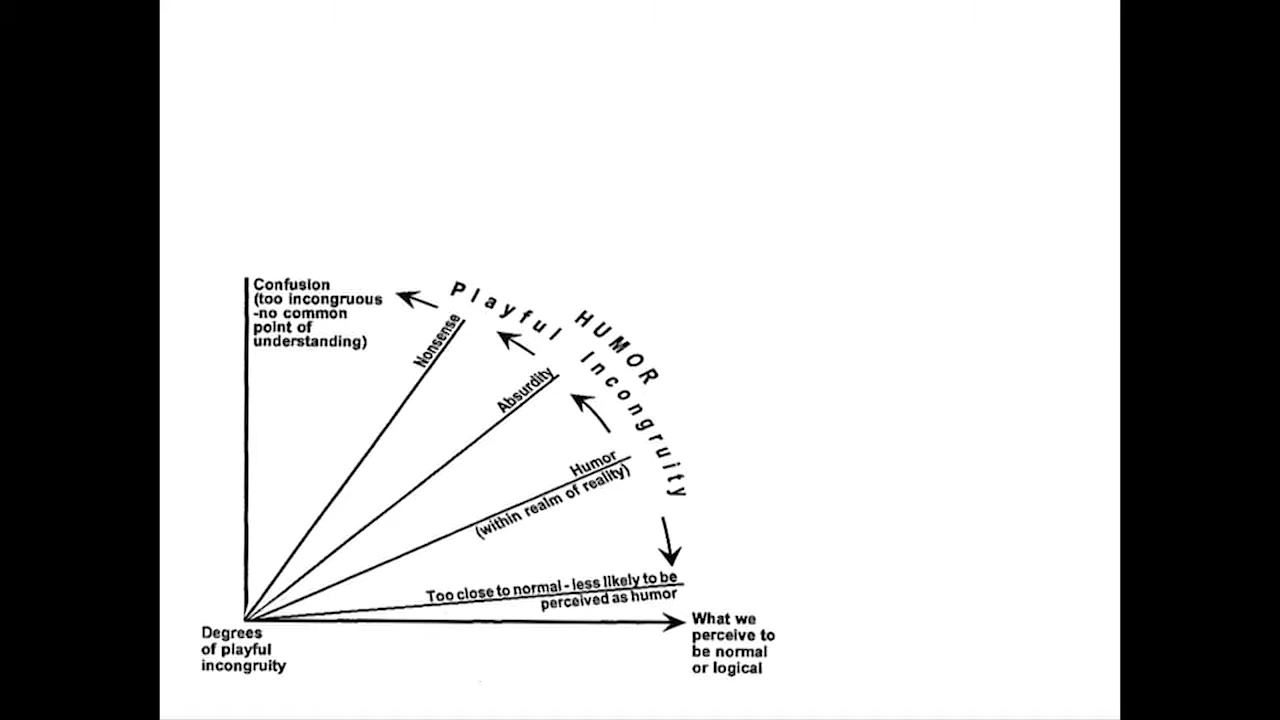 Confusion
(too incongruous
-no common
point of
understanding)
Playful Incongruity
HUMOR
Nonsense
Absurdity
Humor
(within realm of reality)
Too close to normal - less likely to be
perceived as humor
What we
perceive to
be normal
or logical
Degrees
of playful
incongruity